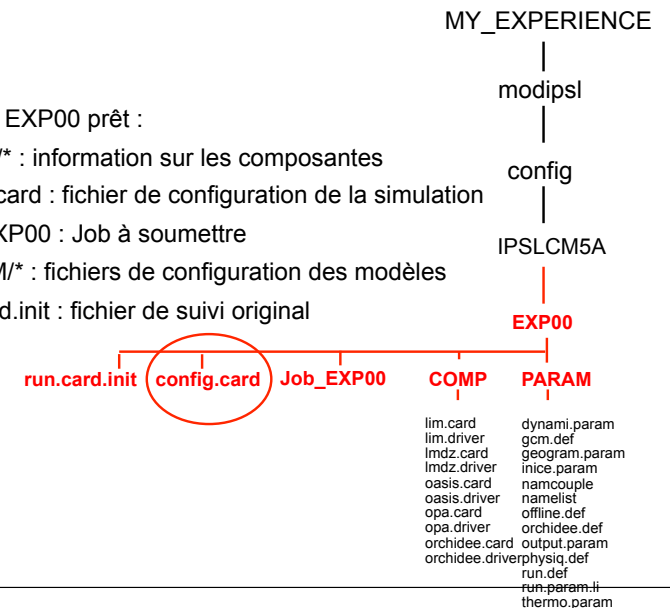 MY_EXPERIENCE
modipsl
config
IPSLCM5A
EXP00
EXP00 prêt :
/* : information sur les composantes
card : fichier de configuration de la simulation
XP00 : Job à soumettre
M/* : fichiers de configuration des modèles
d.init : fichier de suivi original
run.card.init config.card Job_EXP00 COMP PARAM
lim.card
lim.driver
lmdz.card
lmdz.driver
oasis.card
oasis.driver
opa.card
opa.driver
orchidee.card
orchidee.driver
dynami.param
gcm.def
geogram.param
inice.param
namcouple
namelist
offline.def
orchidee.def
output.param
physiq.def
run.def
run.param.li
thermo.param